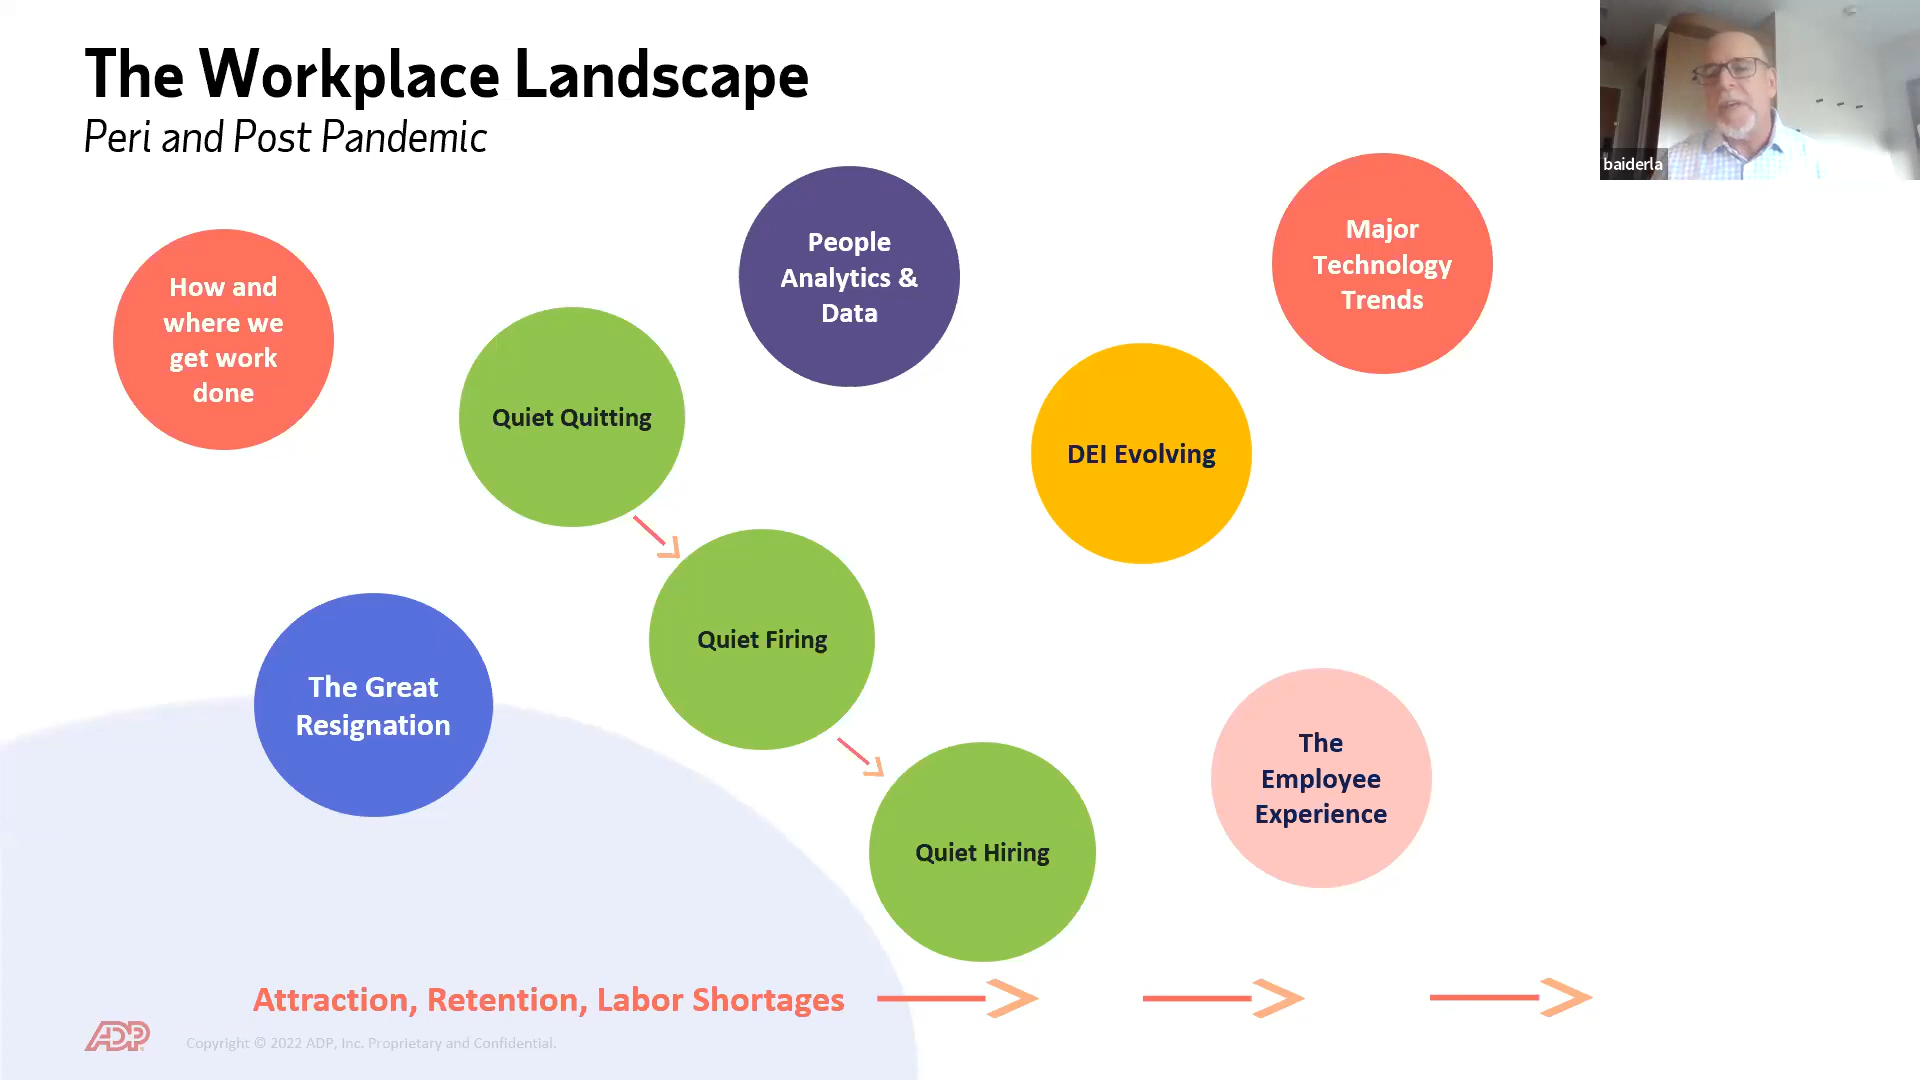 The Workplace Landscape
Peri and Post Pandemic
baiderla
How and
where we
get work
done
Quiet Quitting
People
Analytics &
Data
Major
Technology
Trends
DEI Evolving
Quiet Firing
The Great
Resignation
Quiet Hiring
The
Employee
Experience
Attraction, Retention, Labor Shortages
ADP
Copyright © 2022 ADP, Inc. Proprietary and Confidential.